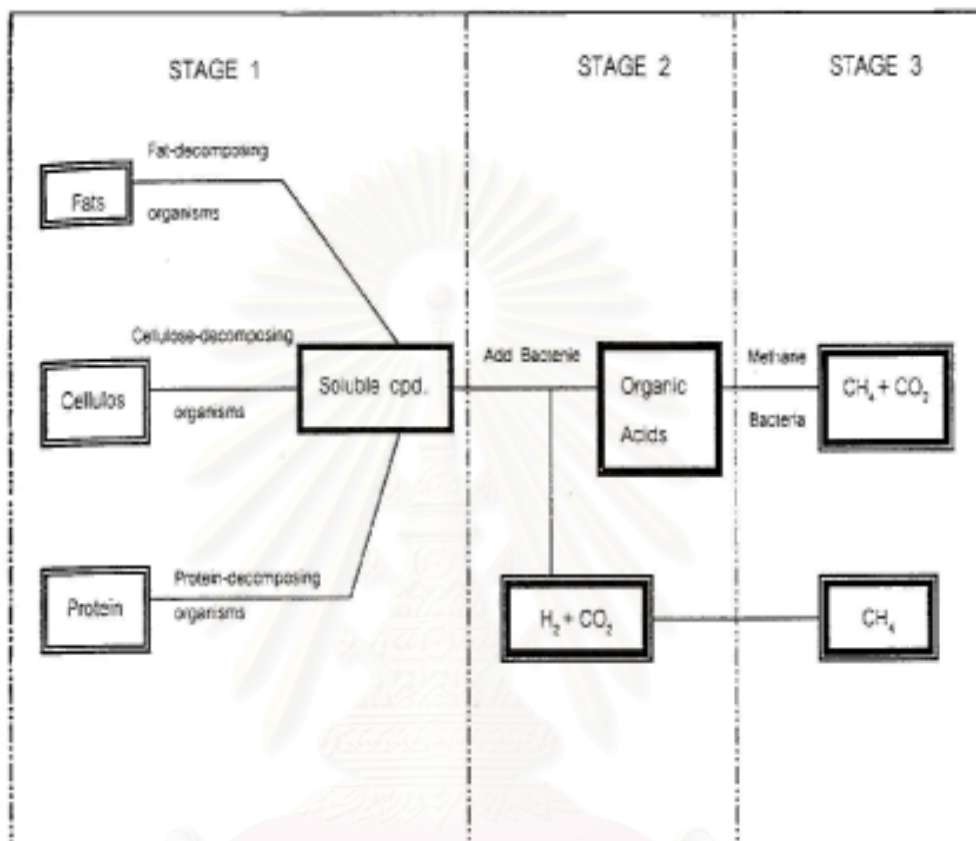 STAGE 1
STAGE 2
STAGE 3
Fat-decomposing
Fats
organisms
Cellulose-decomposing
Cellulos
organisms
Soluble cpd.
Add Bactenie
Organic
Acids
Methane
Bacteria
CH₄ + CO₂
Protein-decomposing
Protein
organisms
H₂ + CO₂
CH₄